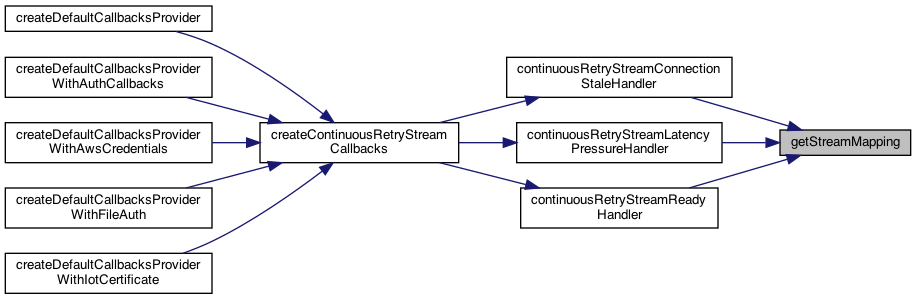 createDefaultCallbacksProvider
createDefaultCallbacksProvider
WithAuthCallbacks
createDefaultCallbacksProvider
WithAwsCredentials
createDefaultCallbacksProvider
WithFileAuth
createDefaultCallbacksProvider
WithIotCertificate
createContinuousRetryStream
Callbacks
continuousRetryStreamConnection
StaleHandler
continuousRetryStreamLatency
PressureHandler
continuousRetryStreamReady
Handler
getStreamMapping